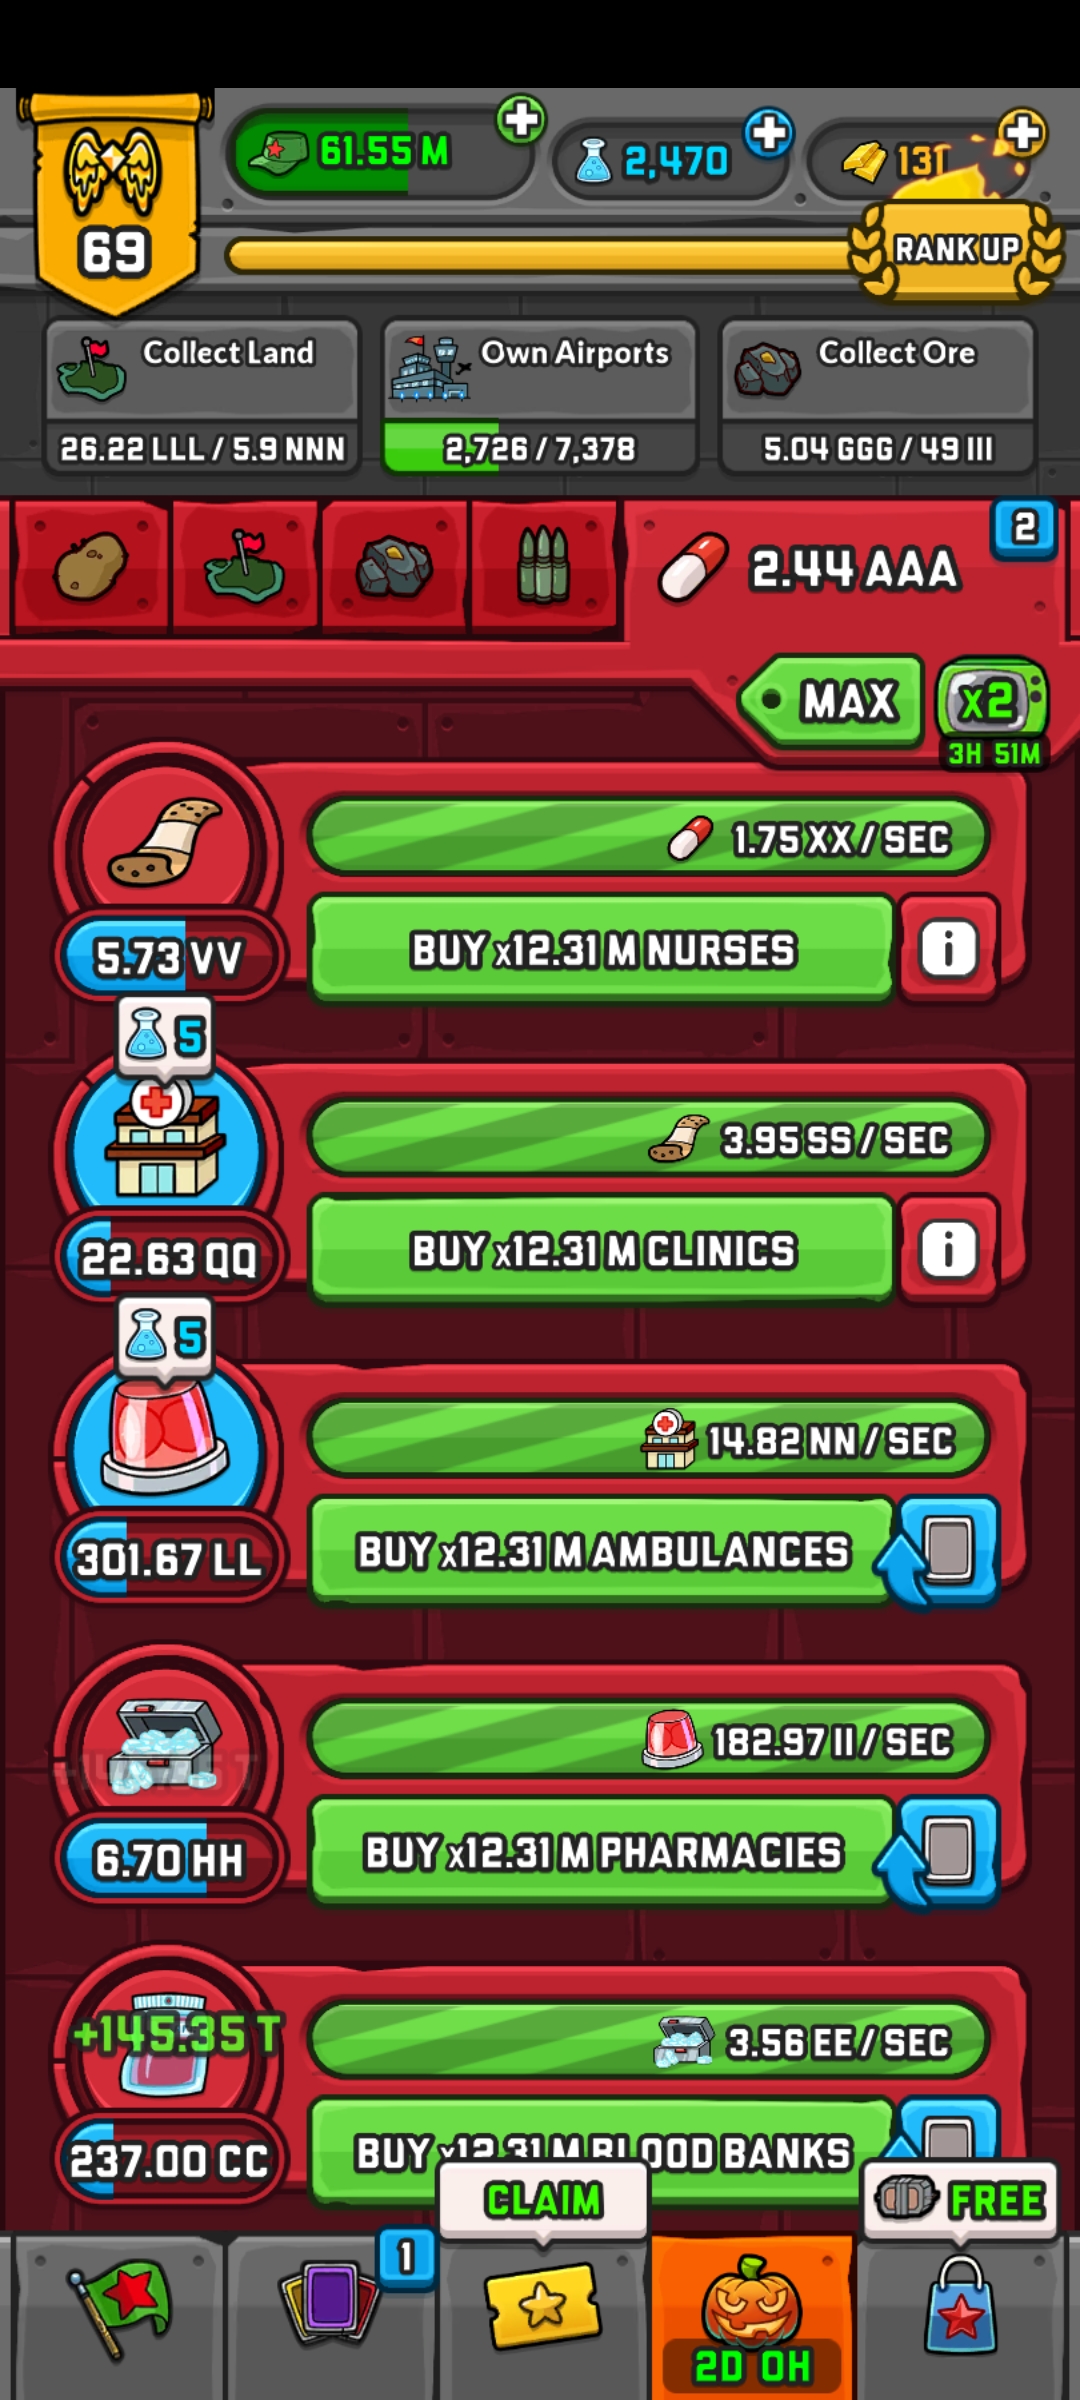 61.55 M
2,470
131
69
RANK UP
Collect Land
26.22 LLL / 5.9 NNN
Own Airports
2,726 / 7,378
Collect Ore
5.04 GGG / 49 III
2
2.44 AAA
MAX
x2
3H 51M
1.75 XX / SEC
5.73 VV
BUY x12.31 M NURSES
i
5
3.95 SS / SEC
22.63 QQ
BUY x12.31 M CLINICS
i
5
14.82 NN / SEC
301.67 LL
BUY x12.31 M AMBULANCES
182.97 II / SEC
6.70 HH
BUY x12.31 M PHARMACIES
+145.35 T
3.56 EE / SEC
237.00 CC
BUY x12.31 M BLOOD BANKS
CLAIM
FREE
1
2D 0H